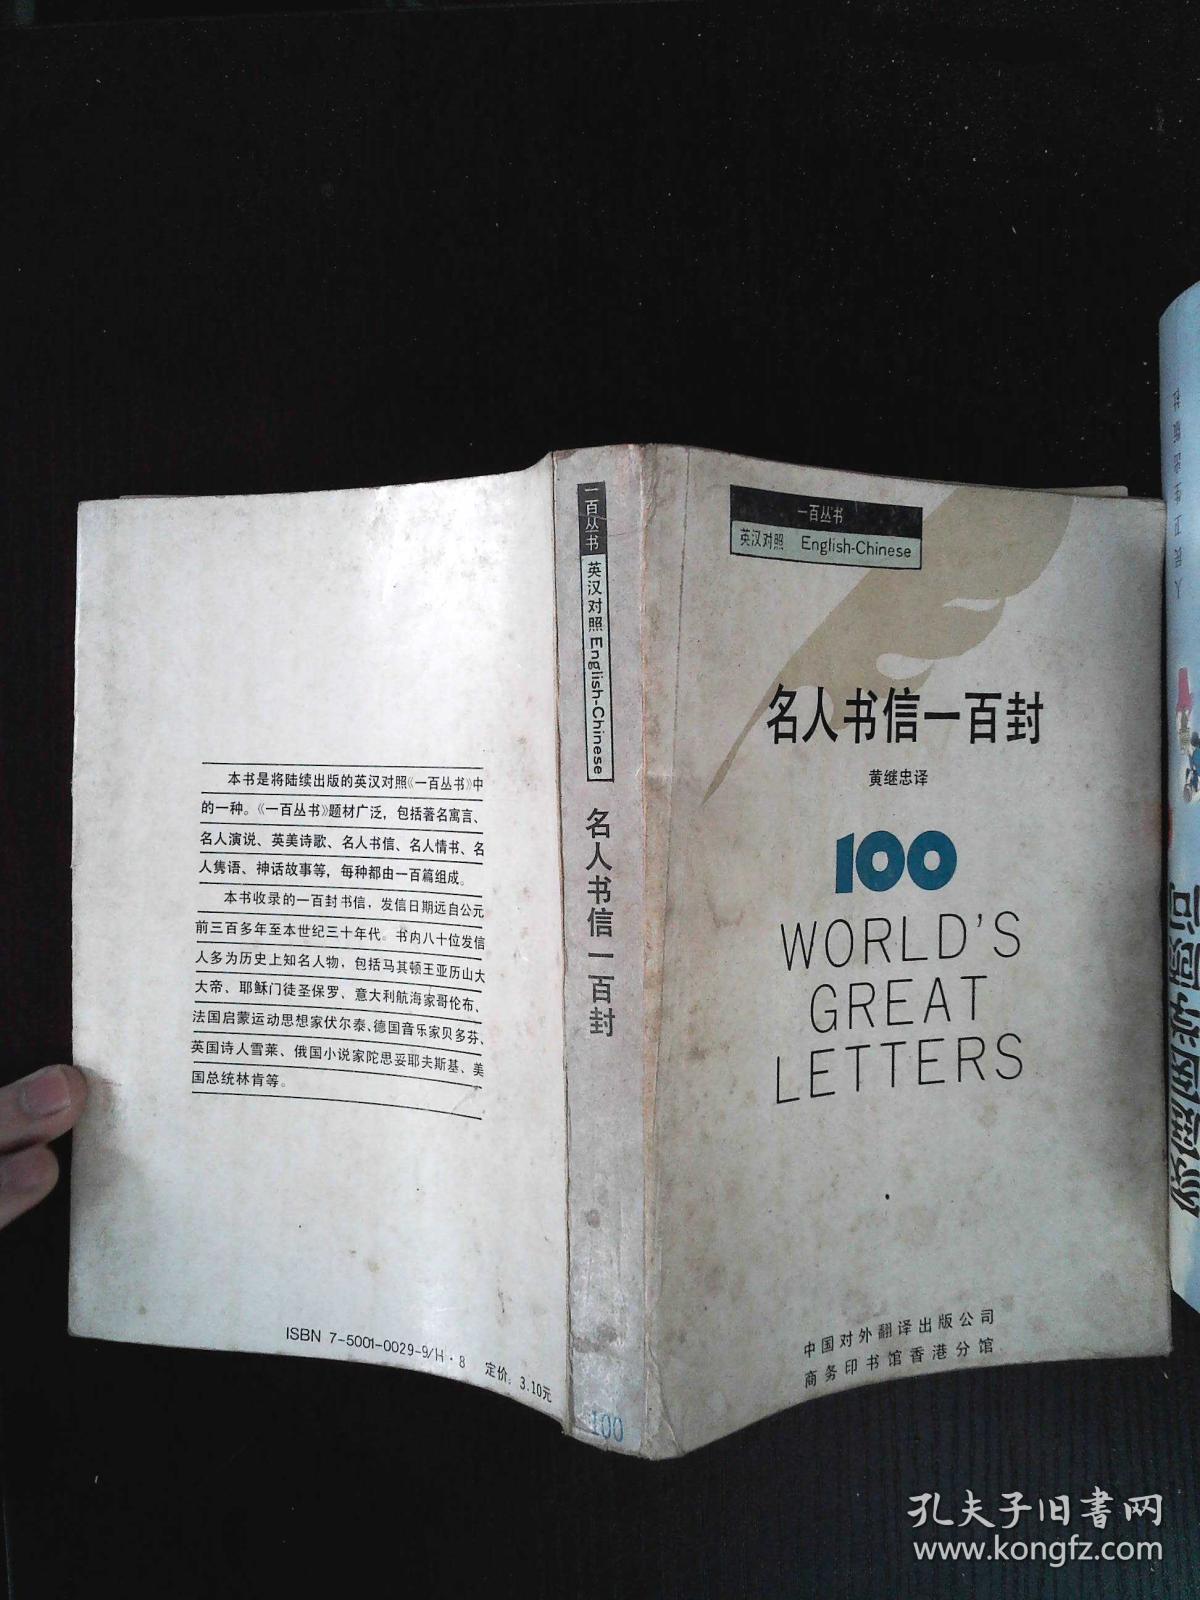 本书是将陆续出版的英汉对照《一百丛书》中
的一种。《一百丛书》题材广泛，包括著名寓言、
名人演说、英美诗歌、名人书信、名人情书、名
人隽语、神话故事等，每种都由一百篇组成。
本书收录的一百封书信，发信日期远自公元
前三百多年至本世纪三十年代。书内八十位发信
人多为历史上知名人物，包括马其顿王亚历山大
大帝、耶稣门徒圣保罗、意大利航海家哥伦布、
法国启蒙运动思想家伏尔泰、德国音乐家贝多芬、
英国诗人雪莱、俄国小说家陀思妥耶夫斯基、美
国总统林肯等。
ISBN 7-5001-0029-9/H·8 定价：3.10元
一百丛书
英汉对照 English-Chinese
名人书信一百封
100
一百丛书
英汉对照 English-Chinese
名人书信一百封
黄继忠译
100
WORLD'S
GREAT
LETTERS
中国对外翻译出版公司
商务印书馆香港分馆
人民卫生出版社
孔夫子旧書网
www.kongfz.com